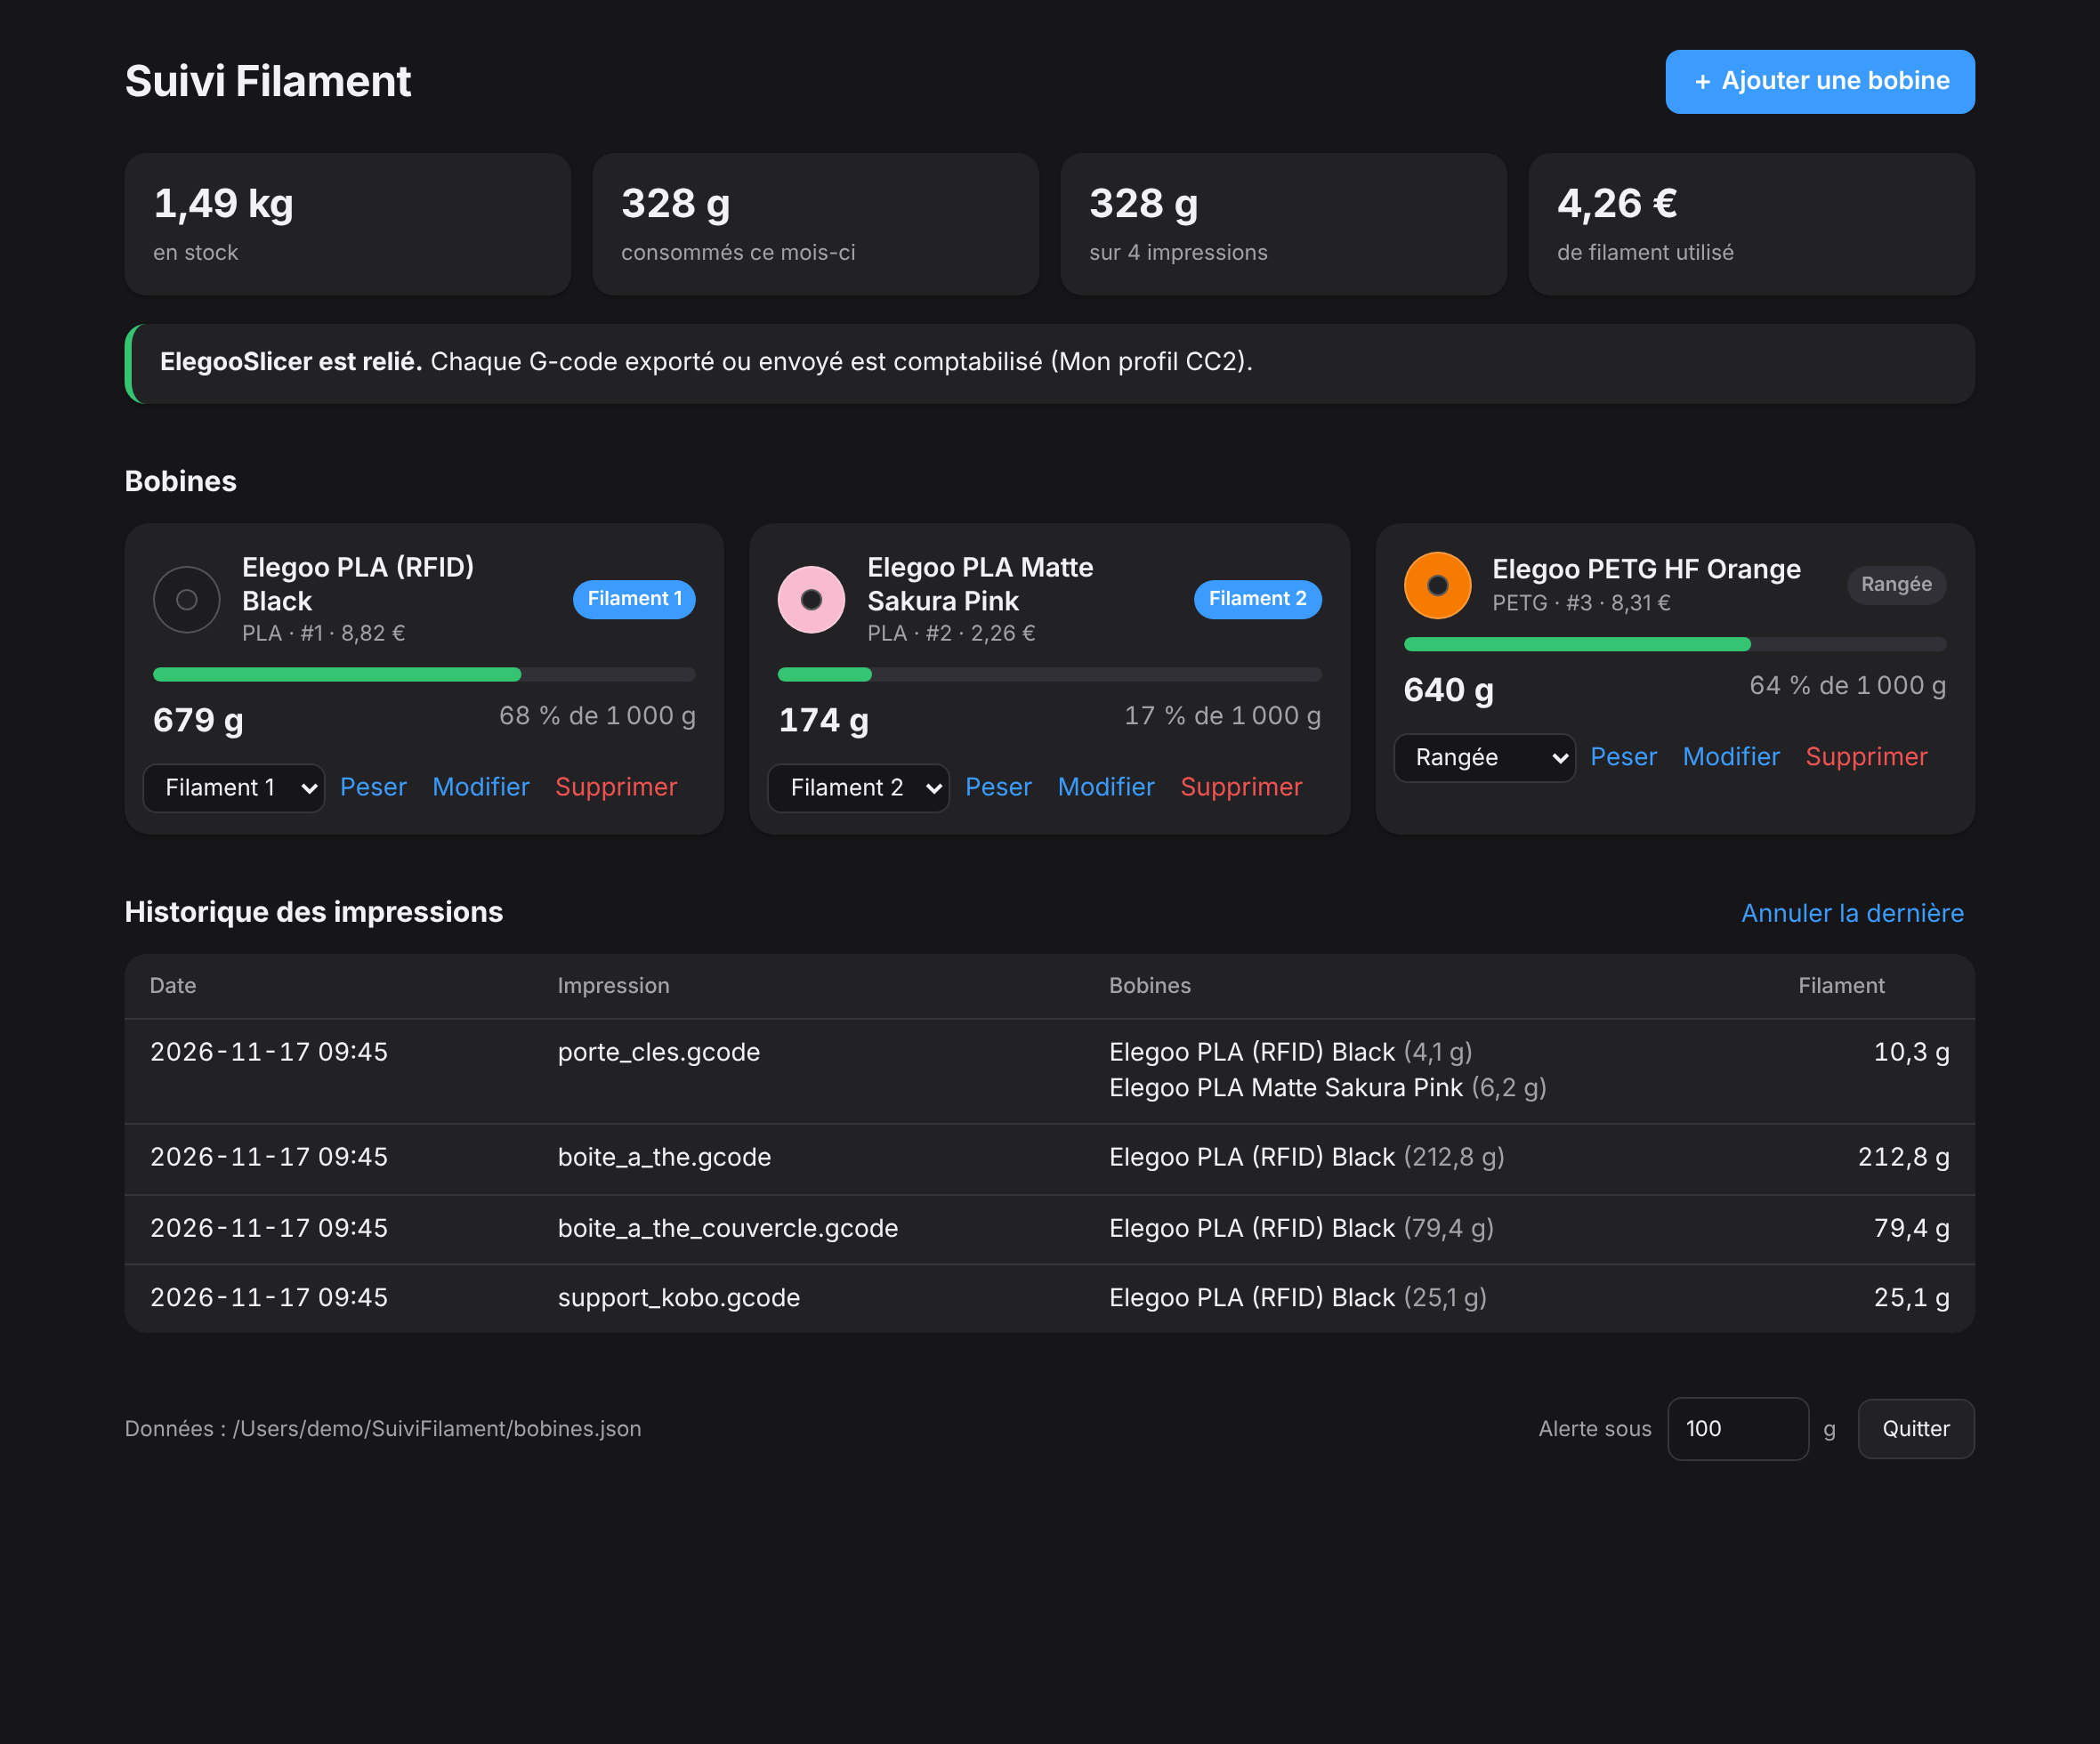 Suivi Filament
+ Ajouter une bobine
1,49 kg
en stock
328 g
consommés ce mois-ci
328 g
sur 4 impressions
4,26 €
de filament utilisé
ElegooSlicer est relié. Chaque G-code exporté ou envoyé est comptabilisé (Mon profil CC2).
Bobines
Elegoo PLA (RFID)
Black
PLA · #1 · 8,82 €
Filament 1
679 g
68 % de 1 000 g
Filament 1
Peser
Modifier
Supprimer
Elegoo PLA Matte
Sakura Pink
PLA · #2 · 2,26 €
Filament 2
174 g
17 % de 1 000 g
Filament 2
Peser
Modifier
Supprimer
Elegoo PETG HF Orange
PETG · #3 · 8,31 €
Rangée
640 g
64 % de 1 000 g
Rangée
Peser
Modifier
Supprimer
Historique des impressions
Annuler la dernière
Date Impression Bobines Filament
2026-11-17 09:45 porte_cles.gcode Elegoo PLA (RFID) Black (4,1 g) 10,3 g
Elegoo PLA Matte Sakura Pink (6,2 g)
2026-11-17 09:45 boite_a_the.gcode Elegoo PLA (RFID) Black (212,8 g) 212,8 g
2026-11-17 09:45 boite_a_the_couvercle.gcode Elegoo PLA (RFID) Black (79,4 g) 79,4 g
2026-11-17 09:45 support_kobo.gcode Elegoo PLA (RFID) Black (25,1 g) 25,1 g
Données : /Users/demo/SuiviFilament/bobines.json
Alerte sous 100 g
Quitter